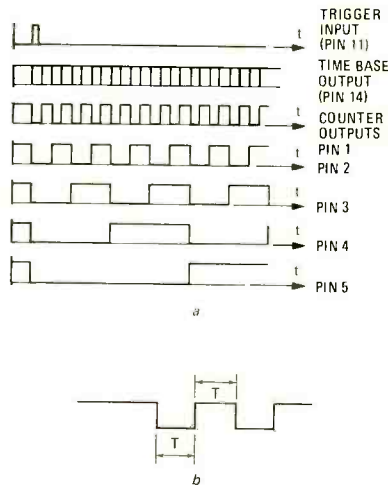 t
TRIGGER
INPUT
(PIN 11)
t
TIME BASE
OUTPUT
(PIN 14)
t
COUNTER
OUTPUTS
PIN 1
t
PIN 2
t
PIN 3
t
PIN 4
t
PIN 5
a
T
T
b